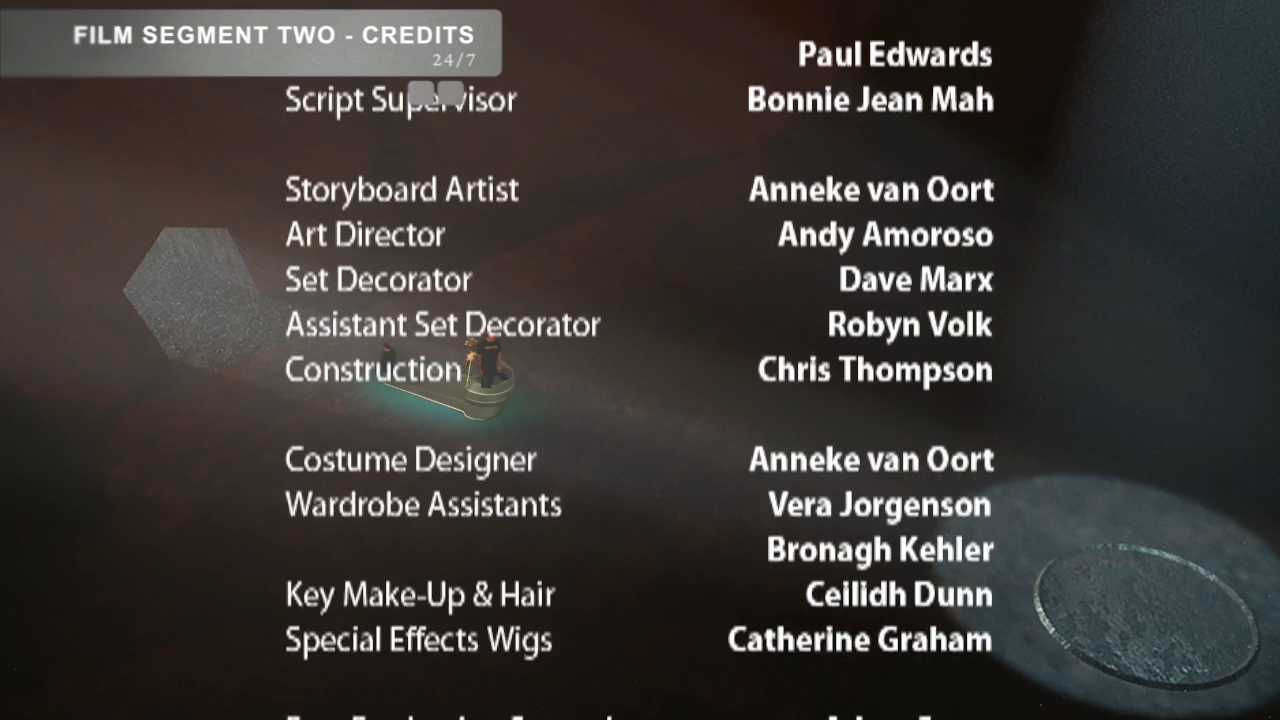 FILM SEGMENT TWO - CREDITS
24/7
Paul Edwards
Script Supervisor Bonnie Jean Mah
Storyboard Artist Anneke van Oort
Art Director Andy Amoroso
Set Decorator Dave Marx
Assistant Set Decorator Robyn Volk
Construction Chris Thompson
Costume Designer Anneke van Oort
Wardrobe Assistants Vera Jorgenson
Bronagh Kehler
Key Make-Up & Hair Ceilidh Dunn
Special Effects Wigs Catherine Graham